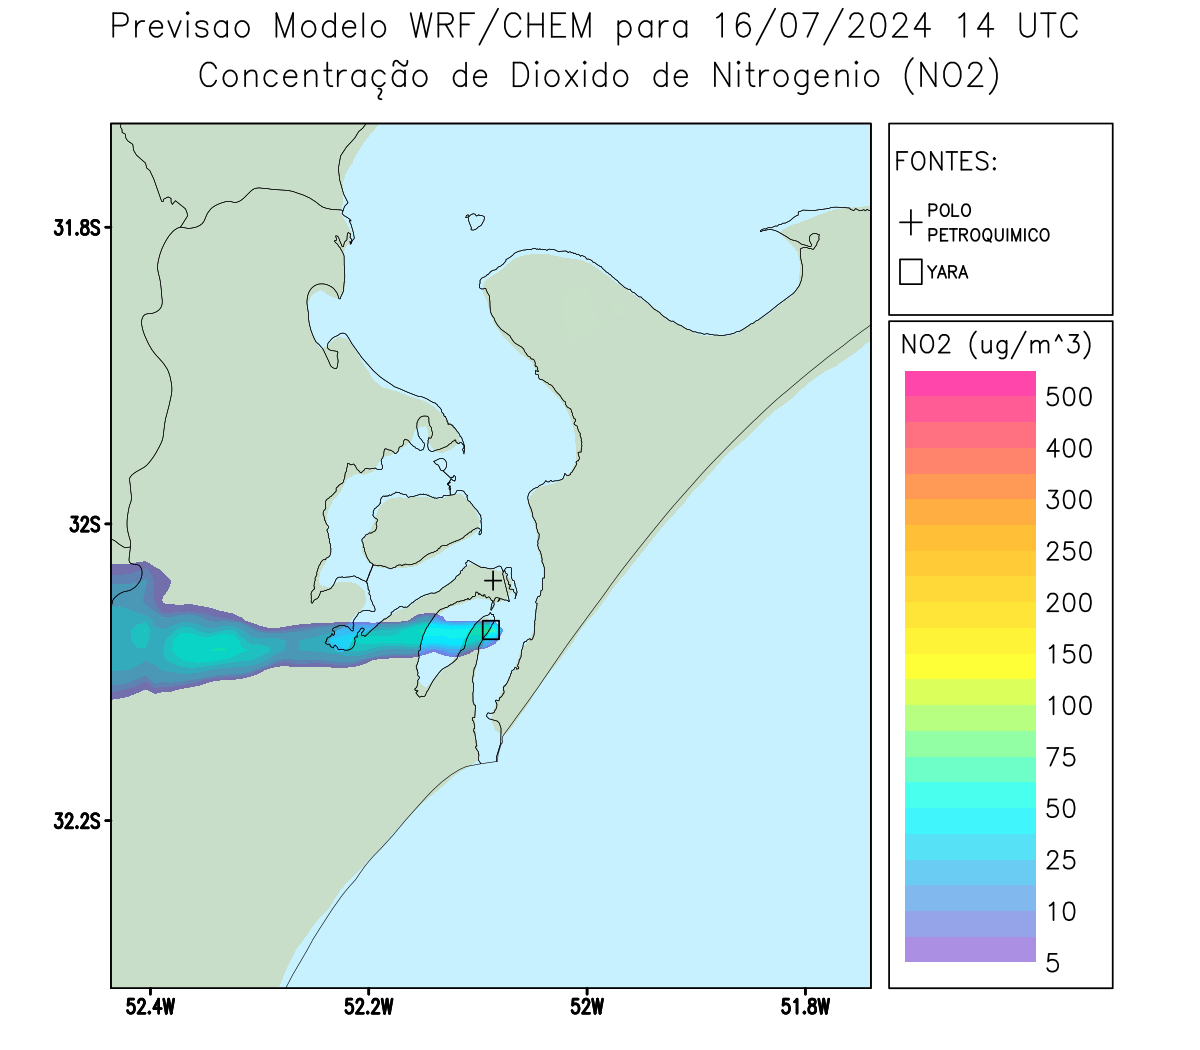 Previsao Modelo WRF/CHEM para 16/07/2024 14 UTC
Concentração de Dioxido de Nitrogenio (NO2)
FONTES:
POLO
PETROQUIMICO
YARA
31.8S
32S
32.2S
52.4W
52.2W
52W
51.8W
NO2 (ug/m^3)
500
400
300
250
200
150
100
75
50
25
10
5